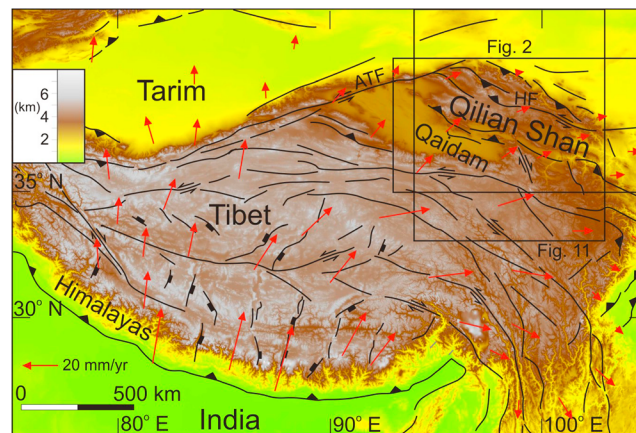 Fig. 2
6
(km)
4
2
Tarim
ATF
HF
Qilian Shan
Qaidam
35° N
Tibet
Fig. 11
Himalayas
30° N
20 mm/yr
0 500 km
India
80° E
90° E
100° E